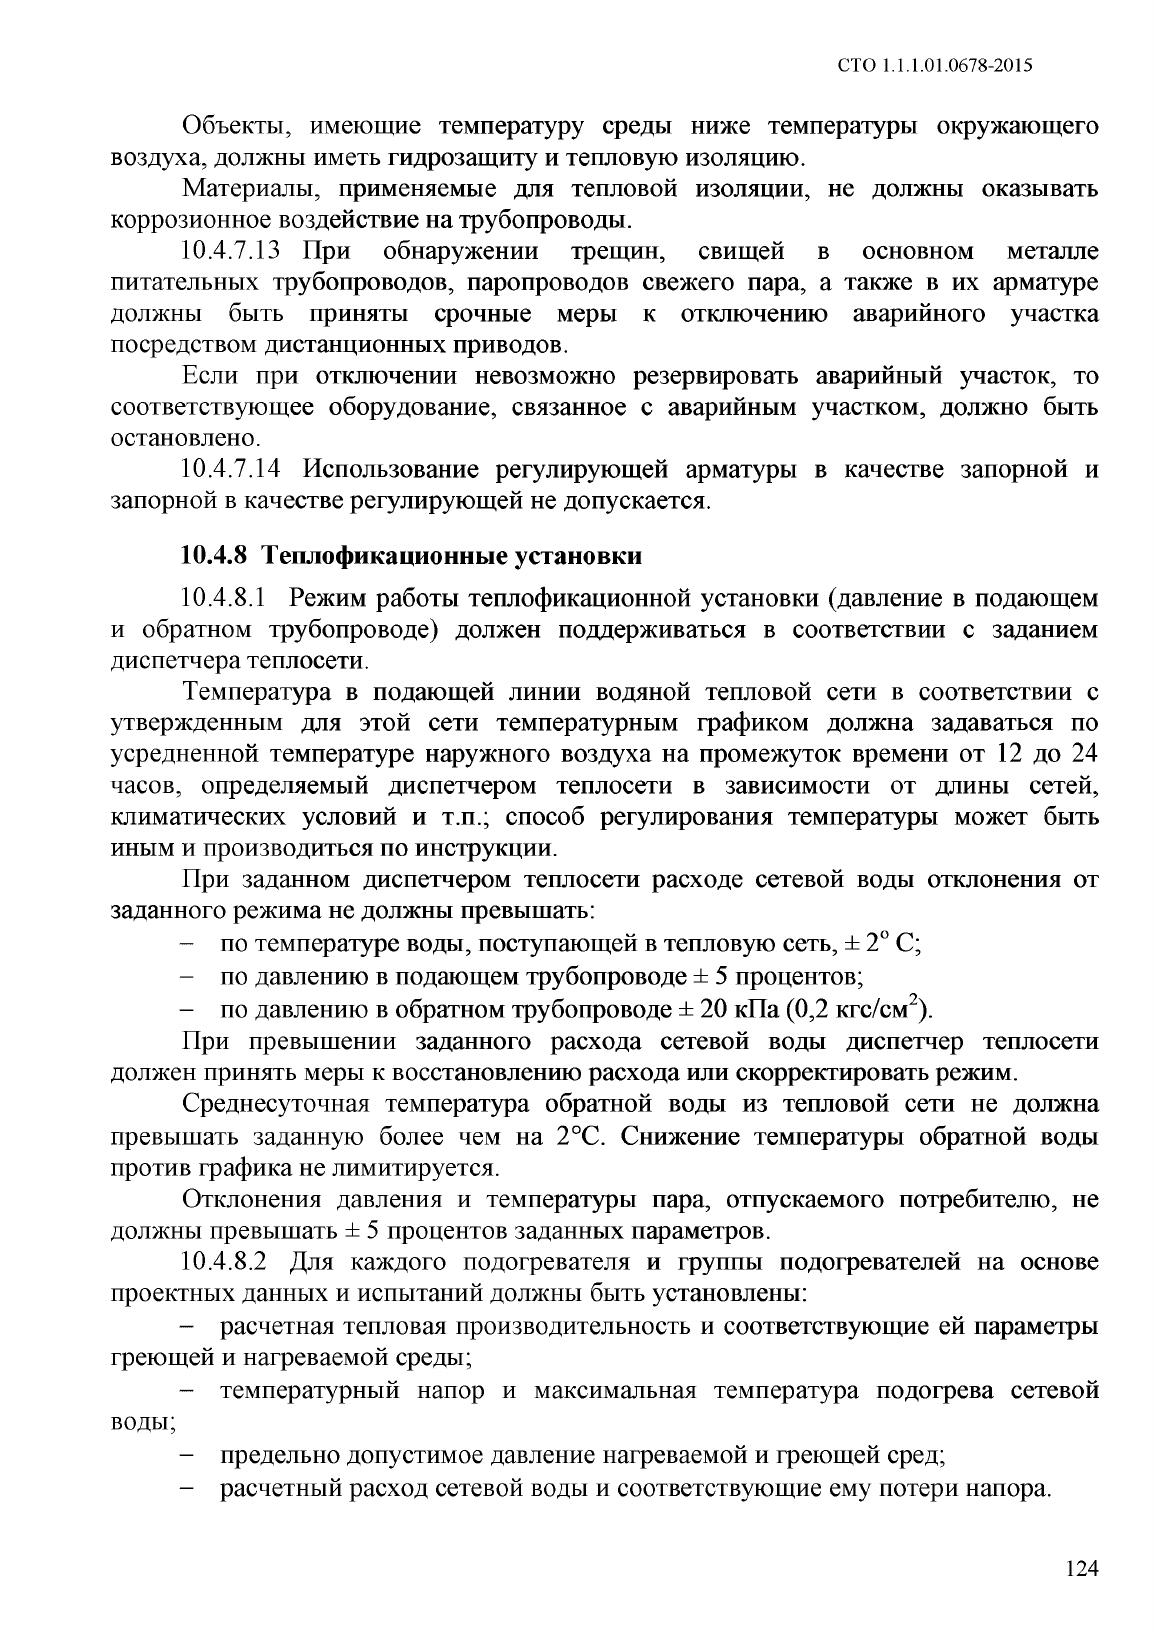 СТО 1.1.1.01.0678-2015
Объекты, имеющие температуру среды ниже температуры окружающего
воздуха, должны иметь гидрозащиту и тепловую изоляцию.
Материалы, применяемые для тепловой изоляции, не должны оказывать
коррозионное воздействие на трубопроводы.
10.4.7.13 При обнаружении трещин, свищей в основном металле
питательных трубопроводов, паропроводов свежего пара, а также в их арматуре
должны быть приняты срочные меры к отключению аварийного участка
посредством дистанционных приводов.
Если при отключении невозможно резервировать аварийный участок, то
соответствующее оборудование, связанное с аварийным участком, должно быть
остановлено.
10.4.7.14 Использование регулирующей арматуры в качестве запорной и
запорной в качестве регулирующей не допускается.
10.4.8 Теплофикационные установки
10.4.8.1 Режим работы теплофикационной установки (давление в подающем
и обратном трубопроводе) должен поддерживаться в соответствии с заданием
диспетчера теплосети.
Температура в подающей линии водяной тепловой сети в соответствии с
утвержденным для этой сети температурным графиком должна задаваться по
усредненной температуре наружного воздуха на промежуток времени от 12 до 24
часов, определяемый диспетчером теплосети в зависимости от длины сетей,
климатических условий и т.п.; способ регулирования температуры может быть
иным и производиться по инструкции.
При заданном диспетчером теплосети расходе сетевой воды отклонения от
заданного режима не должны превышать:
– по температуре воды, поступающей в тепловую сеть, ± 2° С;
– по давлению в подающем трубопроводе ± 5 процентов;
– по давлению в обратном трубопроводе ± 20 кПа (0,2 кгс/см²).
При превышении заданного расхода сетевой воды диспетчер теплосети
должен принять меры к восстановлению расхода или скорректировать режим.
Среднесуточная температура обратной воды из тепловой сети не должна
превышать заданную более чем на 2°С. Снижение температуры обратной воды
против графика не лимитируется.
Отклонения давления и температуры пара, отпускаемого потребителю, не
должны превышать ± 5 процентов заданных параметров.
10.4.8.2 Для каждого подогревателя и группы подогревателей на основе
проектных данных и испытаний должны быть установлены:
– расчетная тепловая производительность и соответствующие ей параметры
греющей и нагреваемой среды;
– температурный напор и максимальная температура подогрева сетевой
воды;
– предельно допустимое давление нагреваемой и греющей сред;
– расчетный расход сетевой воды и соответствующие ему потери напора.
124